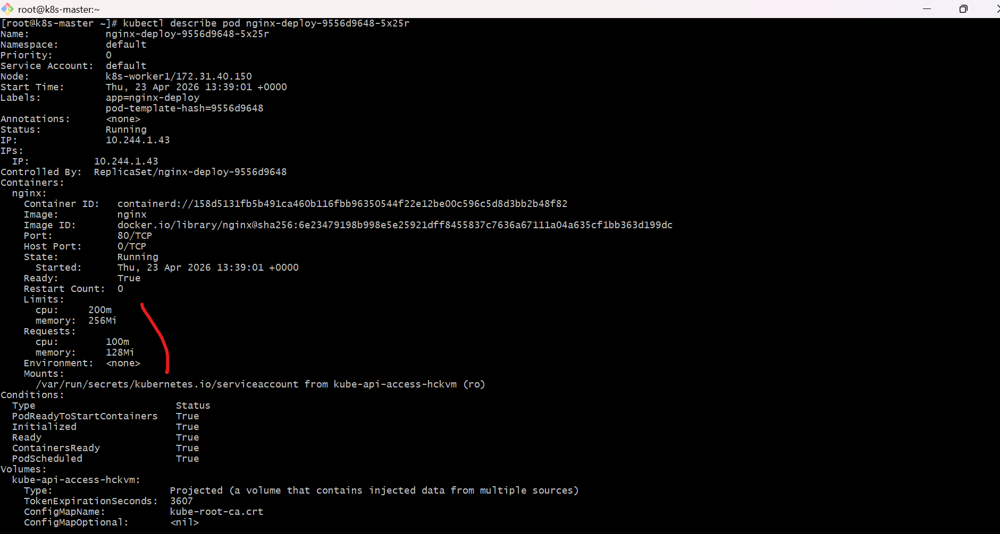 root@k8s-master:~
[root@k8s-master ~]# kubectl describe pod nginx-deploy-9556d9648-5x25r
Name:             nginx-deploy-9556d9648-5x25r
Namespace:        default
Priority:         0
Service Account:  default
Node:             k8s-worker1/172.31.40.150
Start Time:       Thu, 23 Apr 2026 13:39:01 +0000
Labels:           app=nginx-deploy
                  pod-template-hash=9556d9648
Annotations:      <none>
Status:           Running
IP:               10.244.1.43
IPs:
  IP:           10.244.1.43
Controlled By:  ReplicaSet/nginx-deploy-9556d9648
Containers:
  nginx:
    Container ID:   containerd://158d5131fb5b491ca460b116fbb96350544f22e12be00c596c5d8d3bb2b48f82
    Image:          nginx
    Image ID:       docker.io/library/nginx@sha256:6e23479198b998e5e25921dff8455837c7636a67111a04a635cf1bb363d199dc
    Port:           80/TCP
    Host Port:      0/TCP
    State:          Running
      Started:      Thu, 23 Apr 2026 13:39:01 +0000
    Ready:          True
    Restart Count:  0
    Limits:
      cpu:     200m
      memory:  256Mi
    Requests:
      cpu:        100m
      memory:     128Mi
    Environment:  <none>
    Mounts:
      /var/run/secrets/kubernetes.io/serviceaccount from kube-api-access-hckvm (ro)
Conditions:
  Type                        Status
  PodReadyToStartContainers   True
  Initialized                 True
  Ready                       True
  ContainersReady             True
  PodScheduled                True
Volumes:
  kube-api-access-hckvm:
    Type:                    Projected (a volume that contains injected data from multiple sources)
    TokenExpirationSeconds:  3607
    ConfigMapName:           kube-root-ca.crt
    ConfigMapOptional:       <nil>